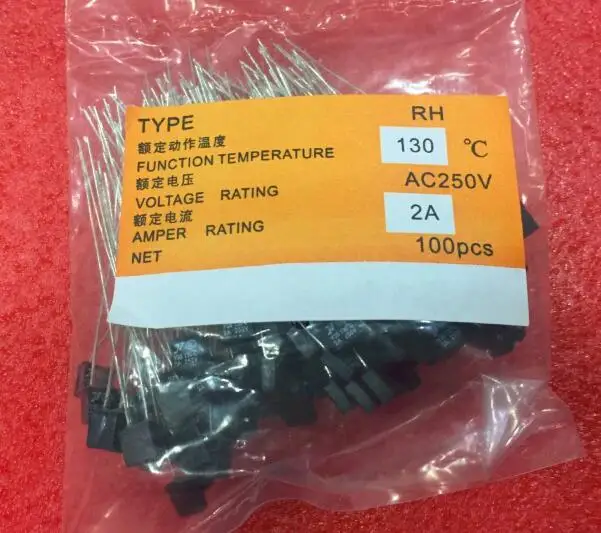 TYPE RH
额定动作温度
FUNCTION TEMPERATURE 130 ℃
额定电压
VOLTAGE RATING AC250V
额定电流
AMPER RATING 2A
NET 100pcs